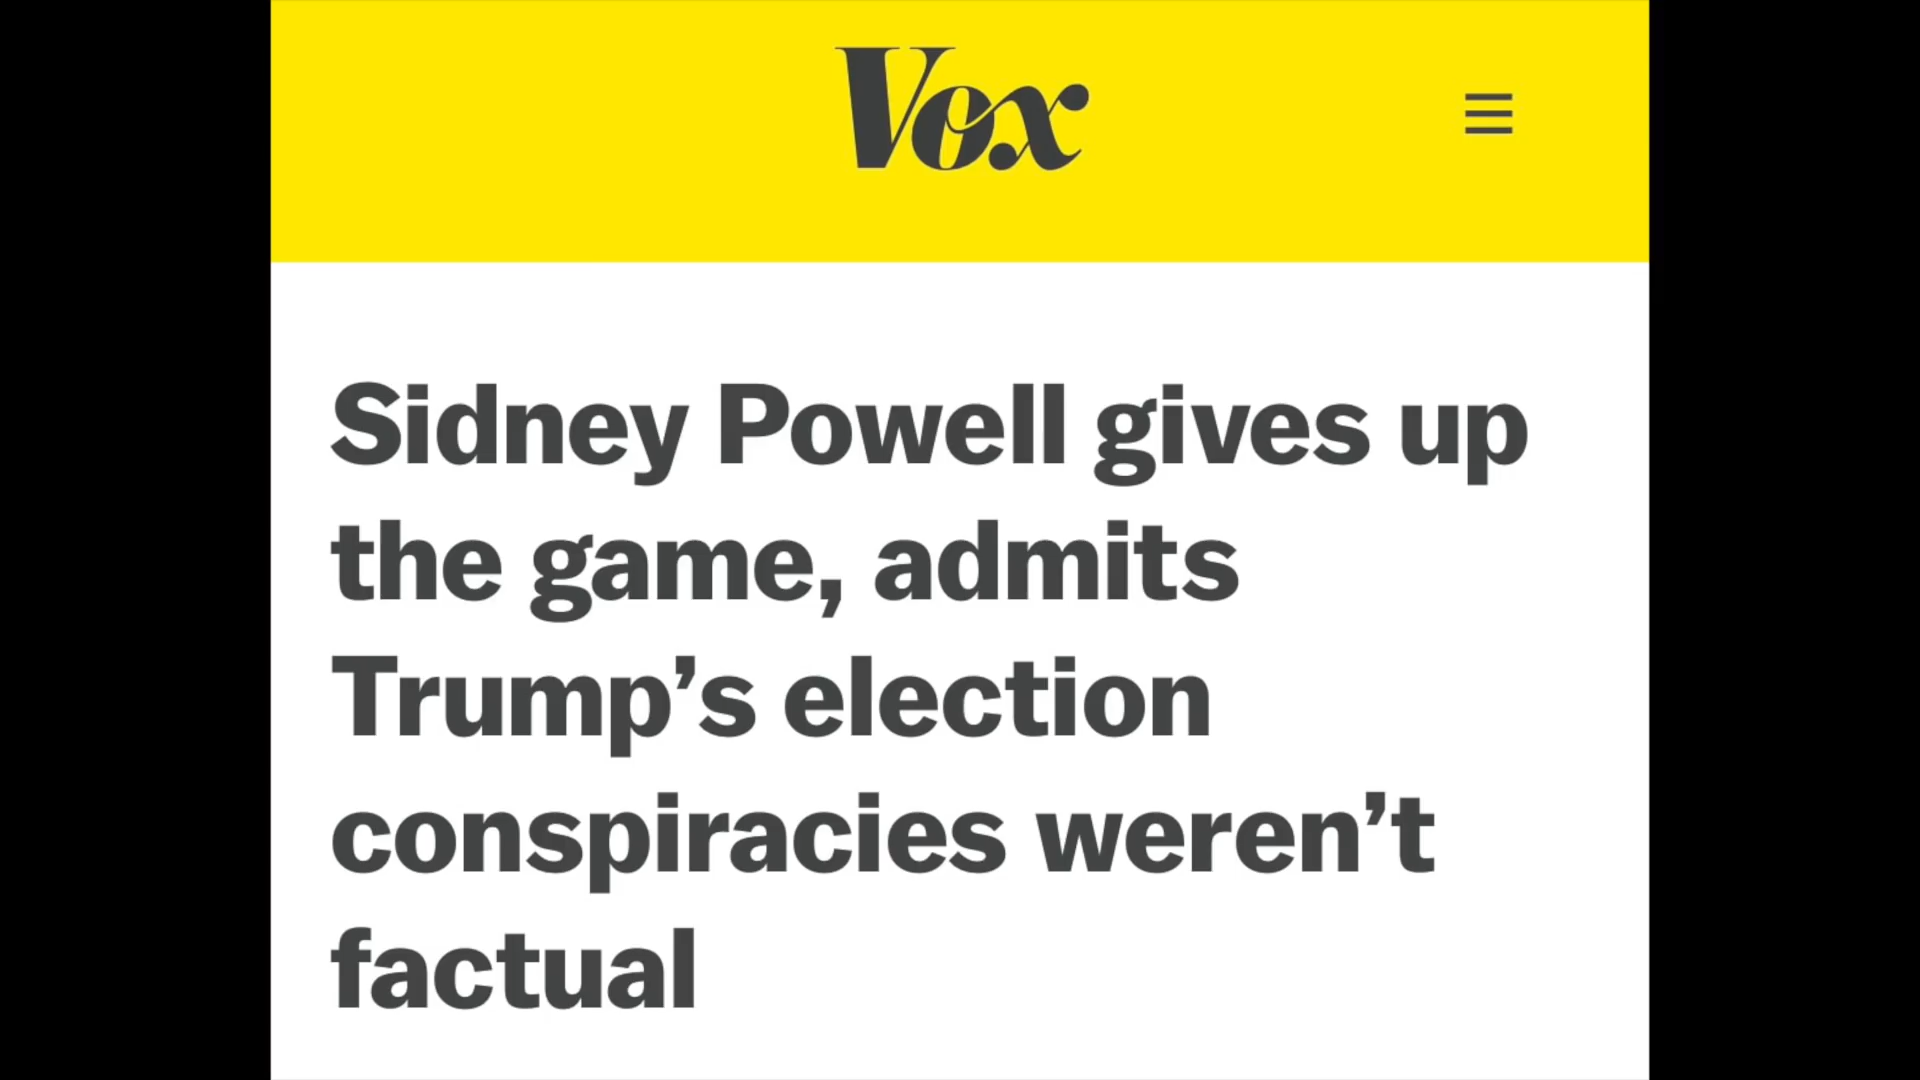 Vox
Sidney Powell gives up
the game, admits
Trump’s election
conspiracies weren’t
factual